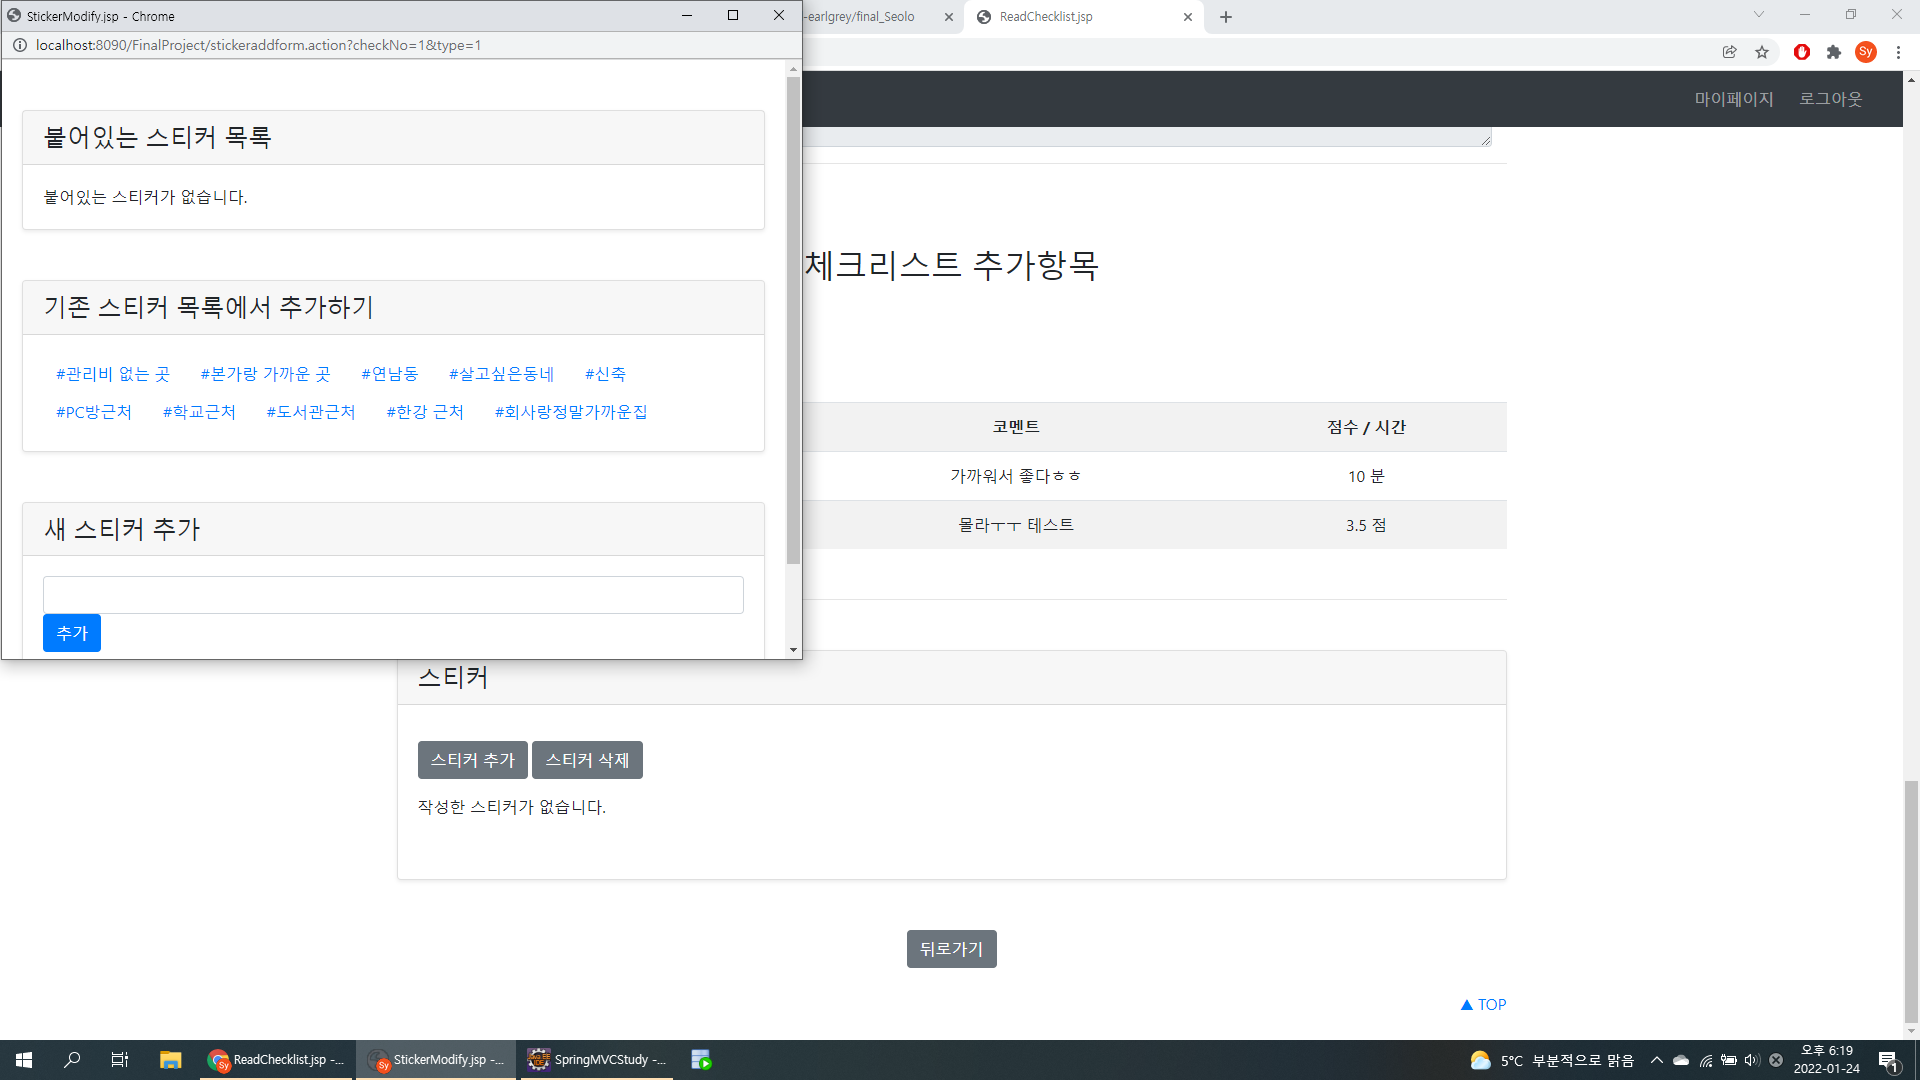 StickerModify.jsp - Chrome
localhost:8090/FinalProject/stickeraddform.action?checkNo=1&type=1
-earlgrey/final_Seolo
ReadChecklist.jsp
Sy
마이페이지 로그아웃
붙어있는 스티커 목록
붙어있는 스티커가 없습니다.
기존 스티커 목록에서 추가하기
#관리비 없는 곳 #본가랑 가까운 곳 #연남동 #살고싶은동네 #신축
#PC방근처 #학교근처 #도서관근처 #한강 근처 #회사랑정말가까운집
새 스티커 추가
추가
체크리스트 추가항목
코멘트 점수 / 시간
가까워서 좋다ㅎㅎ 10 분
몰라ㅜㅜ 테스트 3.5 점
스티커
스티커 추가 스티커 삭제
작성한 스티커가 없습니다.
뒤로가기
▲ TOP
Sy ReadChecklist.jsp -...
Sy StickerModify.jsp -...
Java EE IDE SpringMVCStudy -...
5°C 부분적으로 맑음
오후 6:19
2022-01-24
1